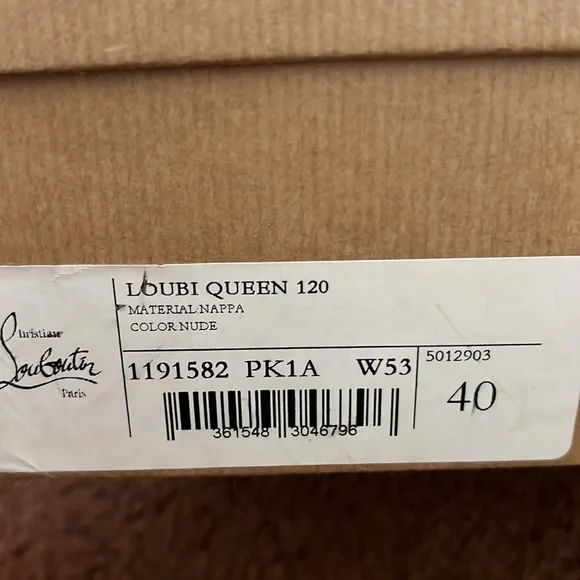 LOUBI QUEEN 120
MATERIAL:NAPPA
COLOR:NUDE
Christian
Louboutin
Paris
1191582 PK1A W53
5012903
40
361548 3046796